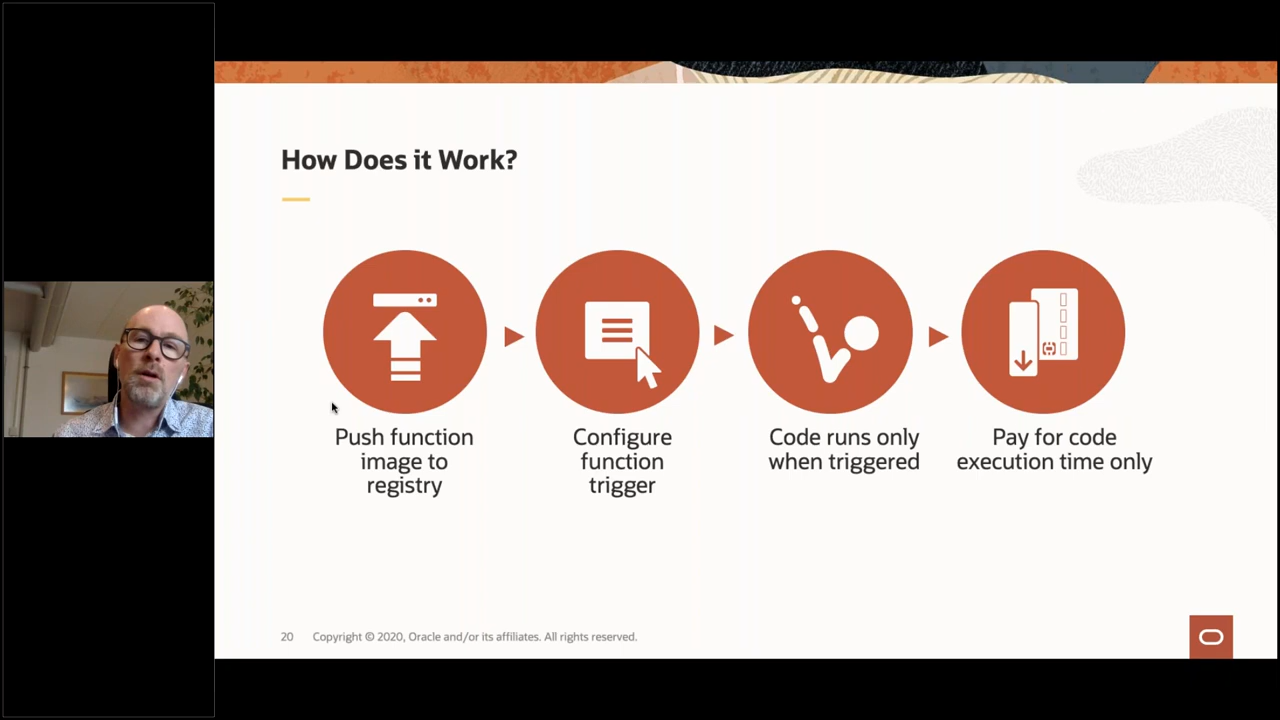 How Does it Work?
Push function
image to
registry
Configure
function
trigger
Code runs only
when triggered
Pay for code
execution time only
20 Copyright © 2020, Oracle and/or its affiliates. All rights reserved.